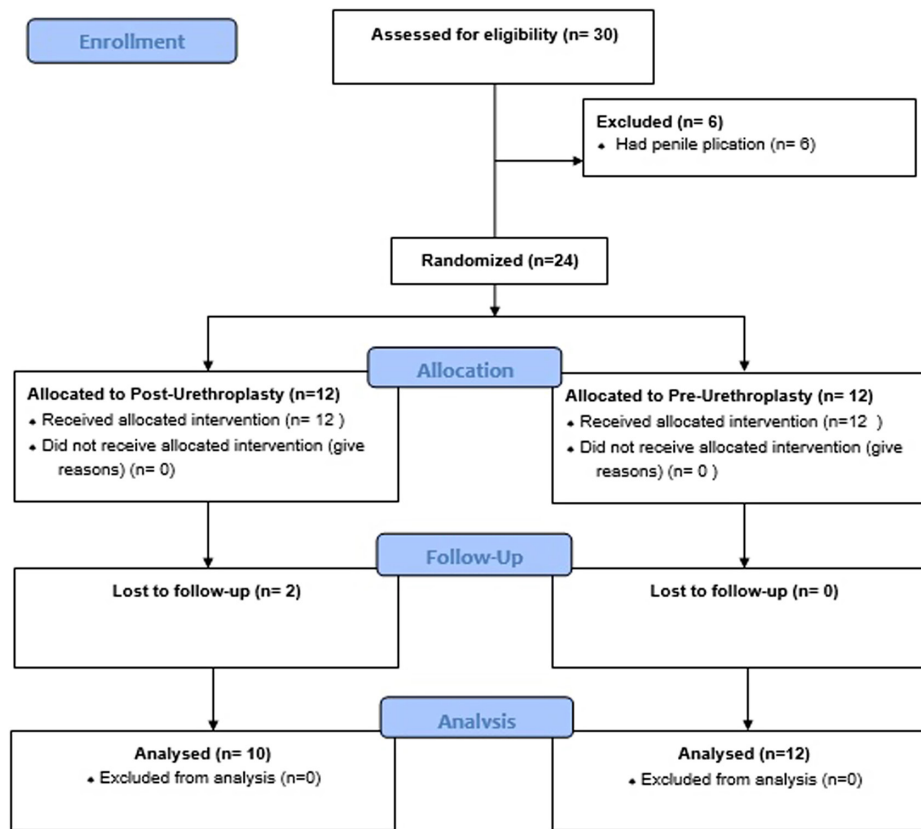 Enrollment
Assessed for eligibility (n= 30)
Excluded (n= 6)
♦ Had penile plication (n= 6)
Randomized (n=24)
Allocation
Allocated to Post-Urethroplasty (n=12)
♦ Received allocated intervention (n= 12 )
♦ Did not receive allocated intervention (give
reasons) (n= 0)
Allocated to Pre-Urethroplasty (n= 12)
♦ Received allocated intervention (n=12 )
♦ Did not receive allocated intervention (give
reasons) (n= 0 )
Follow-Up
Lost to follow-up (n= 2)
Lost to follow-up (n= 0)
Analysis
Analysed (n= 10)
♦ Excluded from analysis (n=0)
Analysed (n=12)
♦ Excluded from analysis (n=0)